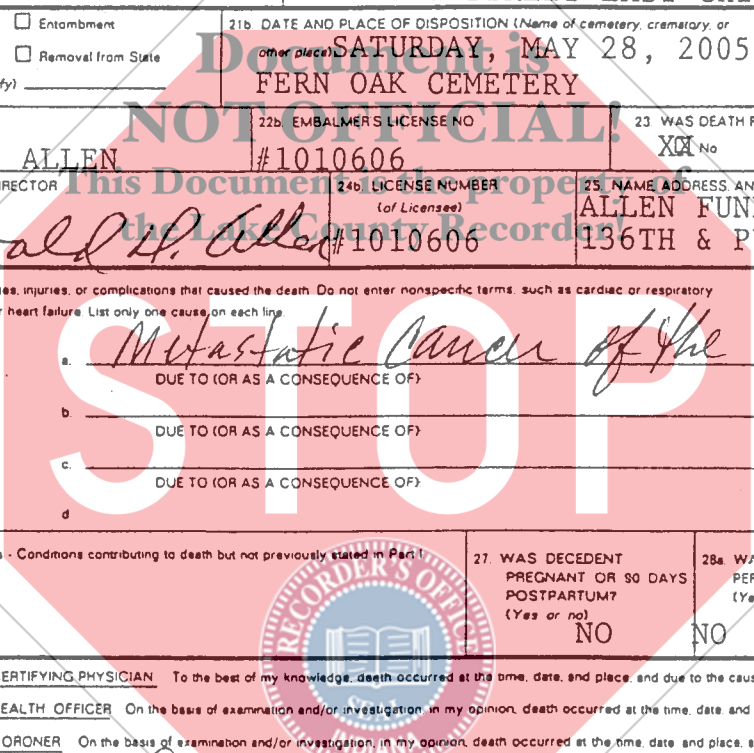 ☐ Entombment
☐ Removal from State
21b. DATE AND PLACE OF DISPOSITION (Name of cemetery, crematory, or
other place) SATURDAY, MAY 28, 2005
FERN OAK CEMETERY
Document is
NOT OFFICIAL!
This Document is the property of
the Lake County Recorder!
ALLEN
22b. EMBALMER'S LICENSE NO
#1010606
23 WAS DEATH
No
24b. LICENSE NUMBER
(of Licensee)
#1010606
25. NAME, ADDRESS, AN
ALLEN FUN
136TH & P
ald D. Allen
es, injuries, or complications that caused the death Do not enter nonspecific terms, such as cardiac or respiratory
r heart failure. List only one cause on each line.
STOP
a. Metastatic Cancer of the
DUE TO (OR AS A CONSEQUENCE OF)
b.
DUE TO (OR AS A CONSEQUENCE OF)
c.
DUE TO (OR AS A CONSEQUENCE OF)
d
- Conditions contributing to death but not previously stated in Part I
27. WAS DECEDENT
PREGNANT OR 90 DAYS
POSTPARTUM?
(Yes or no)
NO
28a. WA
PER
(Ye
NO
RECORDER'S OFFICE
SEAL
INDIANA
ERTIFYING PHYSICIAN To the best of my knowledge, death occurred at the time, date, and place, and due to the caus
EALTH OFFICER On the basis of examination and/or investigation, in my opinion, death occurred at the time, date, and
ORONER On the basis of examination and/or investigation, in my opinion, death occurred at the time, date, and place,